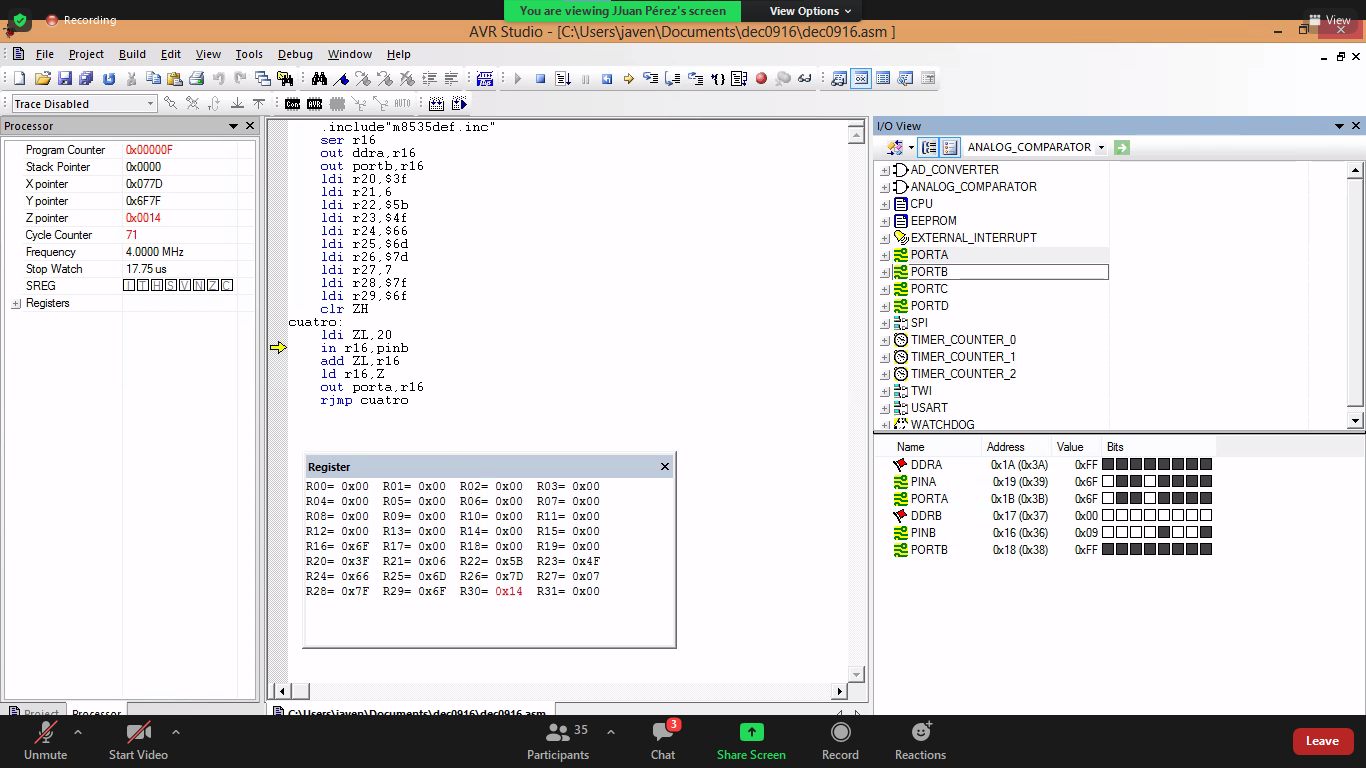 Recording
You are viewing JJuan Pérez's screen
View Options
View
AVR Studio - [C:\Users\javen\Documents\dec0916\dec0916.asm ]
File Project Build Edit View Tools Debug Window Help
Trace Disabled
Con AVR AUTO
Processor
Program Counter 0x00000F
Stack Pointer 0x0000
X pointer 0x077D
Y pointer 0x6F7F
Z pointer 0x0014
Cycle Counter 71
Frequency 4.0000 MHz
Stop Watch 17.75 us
SREG I T H S V N Z C
Registers
Project Processor
.include"m8535def.inc"
ser r16
out ddra,r16
out portb,r16
ldi r20,$3f
ldi r21,6
ldi r22,$5b
ldi r23,$4f
ldi r24,$66
ldi r25,$6d
ldi r26,$7d
ldi r27,7
ldi r28,$7f
ldi r29,$6f
clr ZH
cuatro:
ldi ZL,20
in r16,pinb
add ZL,r16
ld r16,Z
out porta,r16
rjmp cuatro
Register
R00= 0x00 R01= 0x00 R02= 0x00 R03= 0x00
R04= 0x00 R05= 0x00 R06= 0x00 R07= 0x00
R08= 0x00 R09= 0x00 R10= 0x00 R11= 0x00
R12= 0x00 R13= 0x00 R14= 0x00 R15= 0x00
R16= 0x6F R17= 0x00 R18= 0x00 R19= 0x00
R20= 0x3F R21= 0x06 R22= 0x5B R23= 0x4F
R24= 0x66 R25= 0x6D R26= 0x7D R27= 0x07
R28= 0x7F R29= 0x6F R30= 0x14 R31= 0x00
C:\Users\javen\Documents\dec0916\dec0916.asm
I/O View
ANALOG_COMPARATOR
AD_CONVERTER
ANALOG_COMPARATOR
CPU
EEPROM
EXTERNAL_INTERRUPT
PORTA
PORTB
PORTC
PORTD
SPI
TIMER_COUNTER_0
TIMER_COUNTER_1
TIMER_COUNTER_2
TWI
USART
WATCHDOG
Name Address Value Bits
DDRA 0x1A (0x3A) 0xFF
PINA 0x19 (0x39) 0x6F
PORTA 0x1B (0x3B) 0x6F
DDRB 0x17 (0x37) 0x00
PINB 0x16 (0x36) 0x09
PORTB 0x18 (0x38) 0xFF
Unmute
Start Video
35
Participants
3
Chat
Share Screen
Record
Reactions
Leave